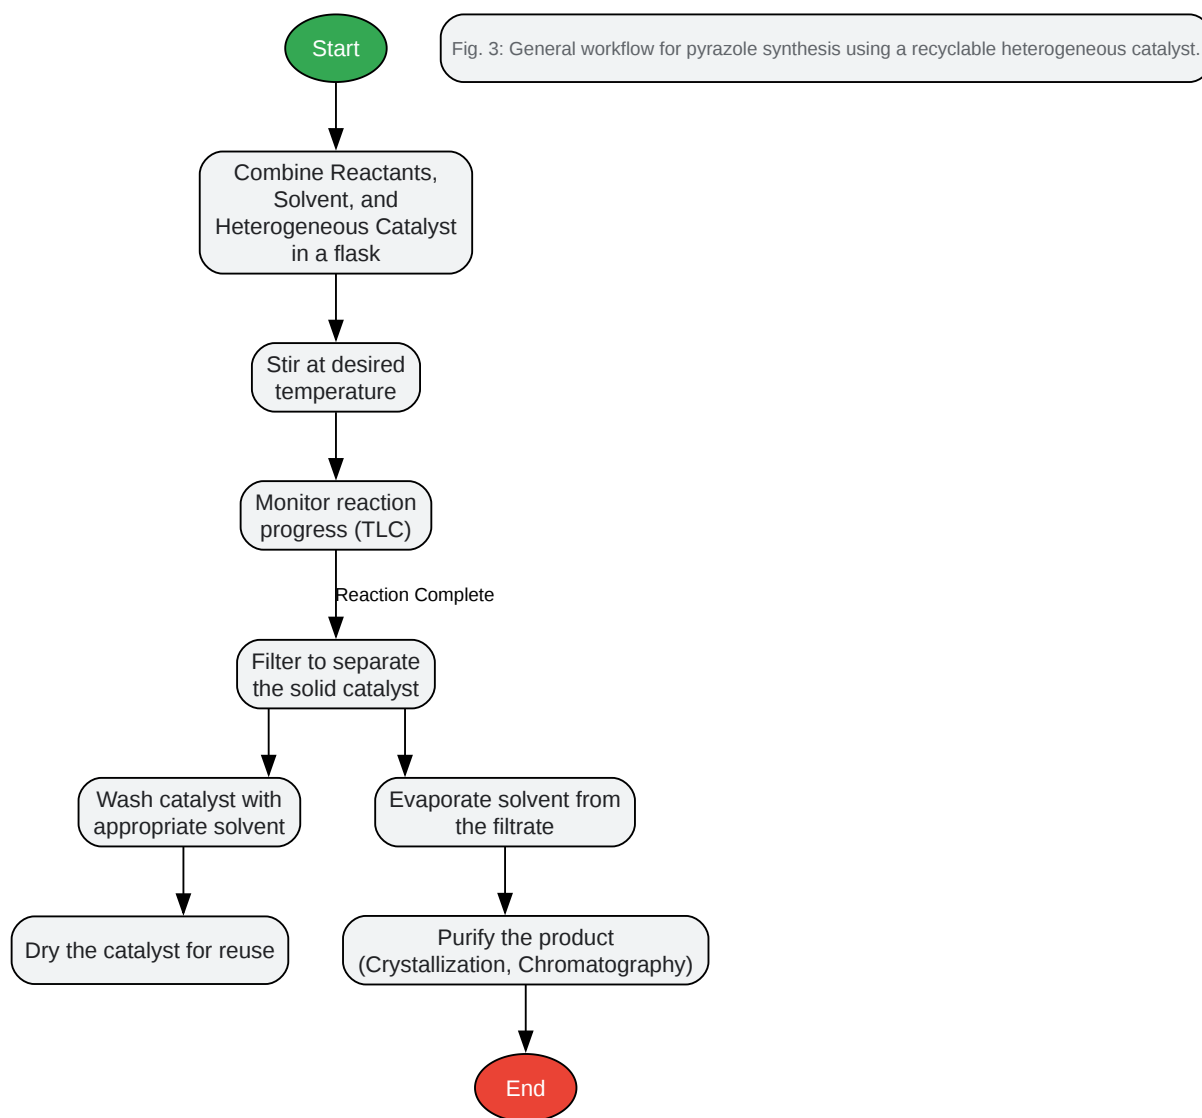 Start
Fig. 3: General workflow for pyrazole synthesis using a recyclable heterogeneous catalyst.
Combine Reactants,
Solvent, and
Heterogeneous Catalyst
in a flask
Stir at desired
temperature
Monitor reaction
progress (TLC)
Reaction Complete
Filter to separate
the solid catalyst
Wash catalyst with
appropriate solvent
Evaporate solvent from
the filtrate
Dry the catalyst for reuse
Purify the product
(Crystallization, Chromatography)
End